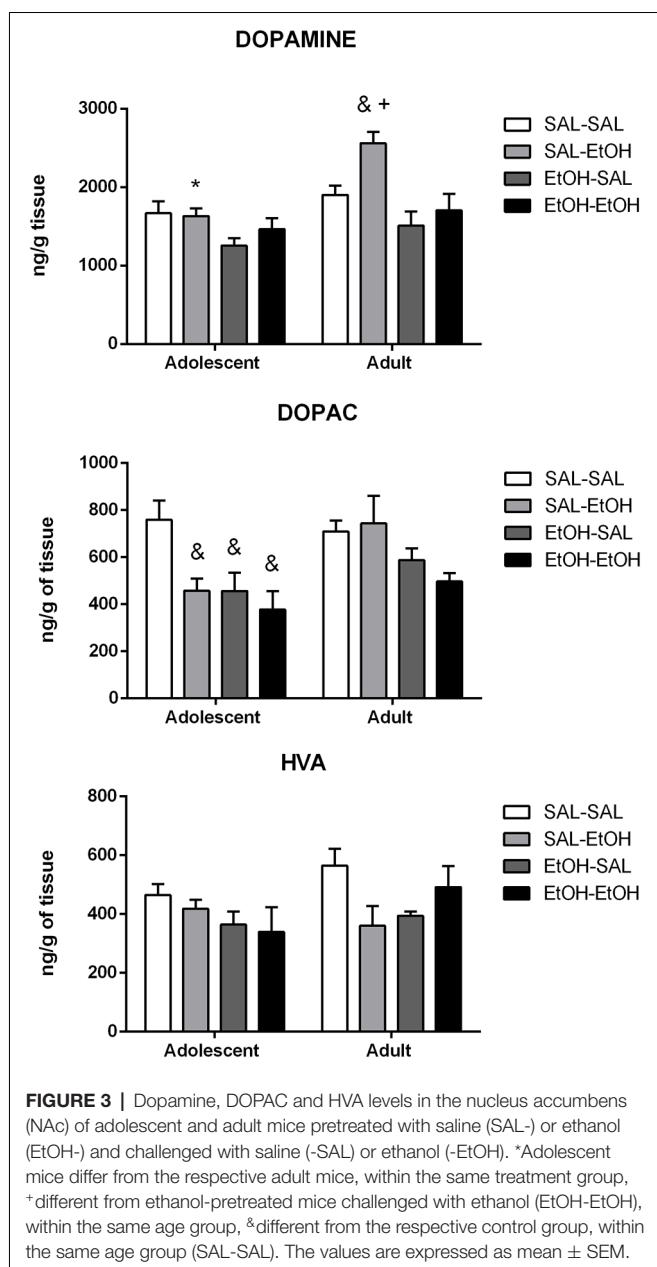 DOPAMINE
ng/g tissue
3000
2000
1000
0
*
& +
Adolescent
Adult
SAL-SAL
SAL-EtOH
EtOH-SAL
EtOH-EtOH
DOPAC
ng/g of tissue
1000
800
600
400
200
0
&
&
&
Adolescent
Adult
SAL-SAL
SAL-EtOH
EtOH-SAL
EtOH-EtOH
HVA
ng/g of tissue
800
600
400
200
0
Adolescent
Adult
SAL-SAL
SAL-EtOH
EtOH-SAL
EtOH-EtOH
FIGURE 3 | Dopamine, DOPAC and HVA levels in the nucleus accumbens
(NAc) of adolescent and adult mice pretreated with saline (SAL-) or ethanol
(EtOH-) and challenged with saline (-SAL) or ethanol (-EtOH). *Adolescent
mice differ from the respective adult mice, within the same treatment group,
+different from ethanol-pretreated mice challenged with ethanol (EtOH-EtOH),
within the same age group, &different from the respective control group, within
the same age group (SAL-SAL). The values are expressed as mean ± SEM.